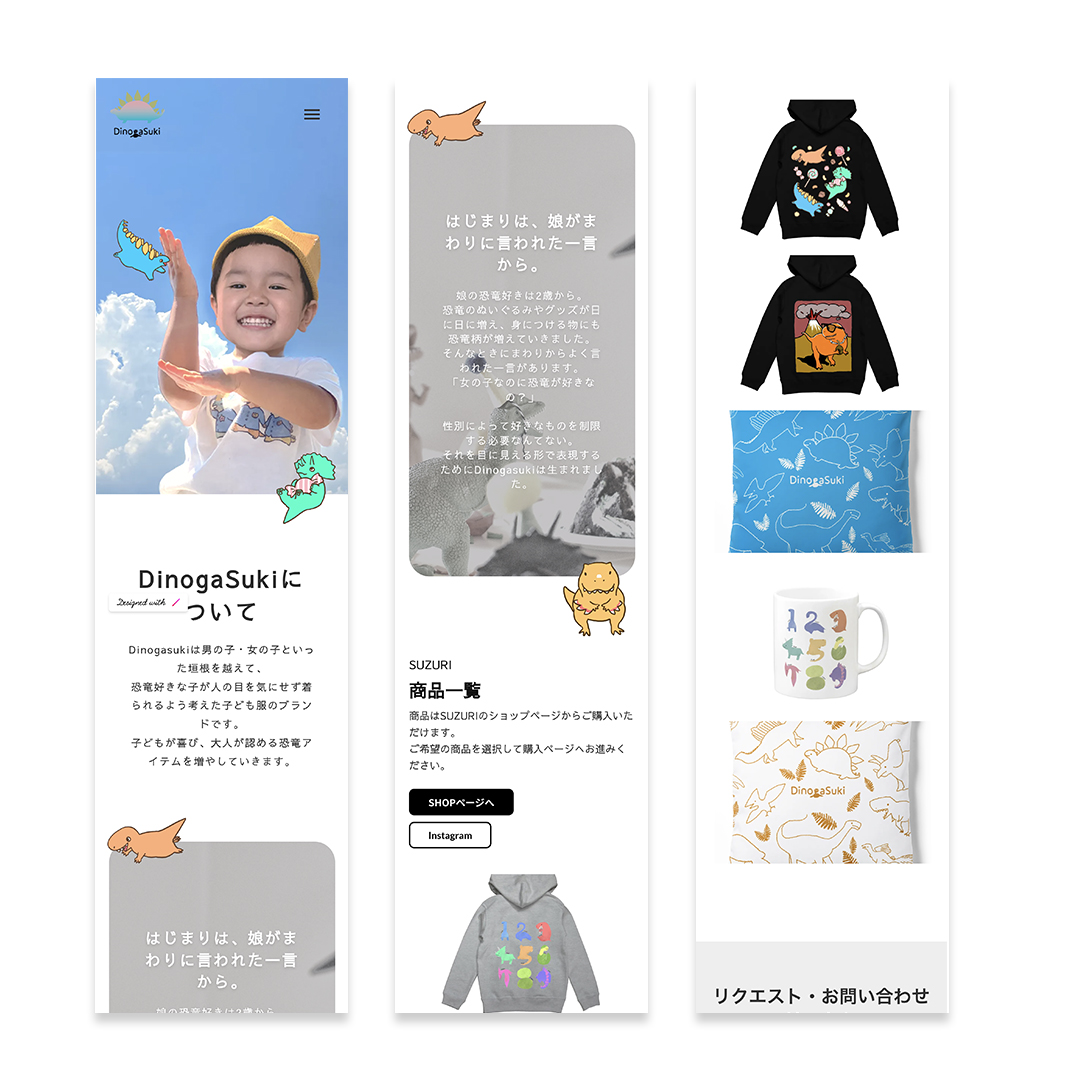 DinogaSuki
DinogaSukiに
Designed with
ついて
Dinogasukiは男の子・女の子といっ
た垣根を越えて、
恐竜好きな子が人の目を気にせず着
られるよう考えた子ども服のブラン
ドです。
子どもが喜び、大人が認める恐竜ア
イテムを増やしていきます。
はじまりは、娘がま
わりに言われた一言
から。
娘の恐竜好きは2歳から。
はじまりは、娘がま
わりに言われた一言
から。
娘の恐竜好きは2歳から。
恐竜のぬいぐるみやグッズが日
に日に増え、身につける物にも
恐竜柄が増えていきました。
そんなときにまわりからよく言
われた一言があります。
「女の子なのに恐竜が好きな
の？」
性別によって好きなものを制限
する必要なんてない。
それを目に見える形で表現する
ためにDinogasukiは生まれまし
た。
SUZURI
商品一覧
商品はSUZURIのショップページからご購入いた
だけます。
ご希望の商品を選択して購入ページへお進みく
ださい。
SHOPページへ
Instagram
1 2 3
4 5 6
7 8 9
DinogaSuki
1 2 3
4 5 6
7 8 9
DinogaSuki
リクエスト・お問い合わせ